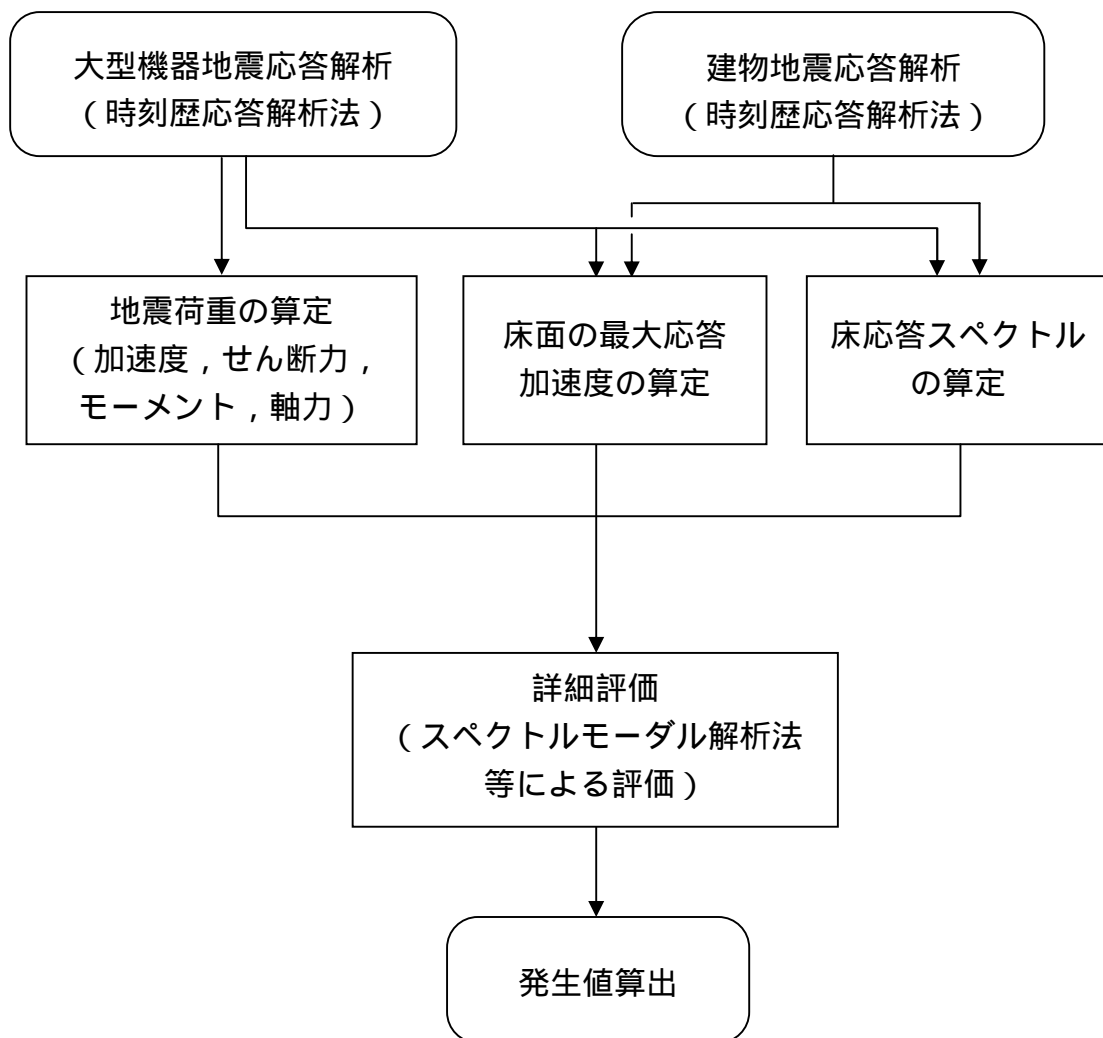 大型機器地震応答解析
（時刻歴応答解析法）
建物地震応答解析
（時刻歴応答解析法）
地震荷重の算定
（加速度，せん断力，
モーメント，軸力）
床面の最大応答
加速度の算定
床応答スペクトル
の算定
詳細評価
（スペクトルモーダル解析法
等による評価）
発生値算出